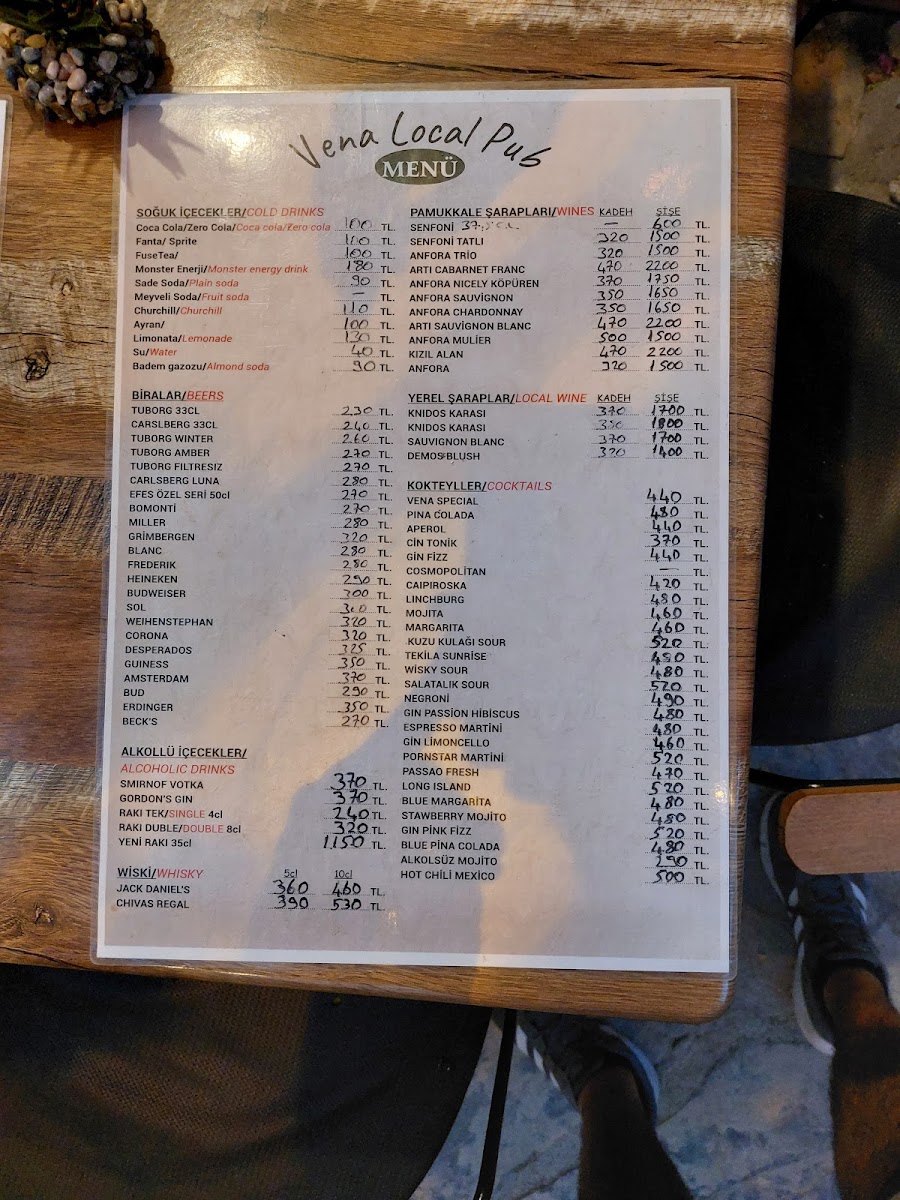 Vena Local Pub
MENÜ
SOĞUK İÇECEKLER/COLD DRINKS
Coca Cola/Zero Cola/Coca cola/Zero cola 100 TL.
Fanta/ Sprite 100 TL.
FuseTea/ 100 TL.
Monster Enerji/Monster energy drink 180 TL.
Sade Soda/Plain soda 90 TL.
Meyveli Soda/Fruit soda — TL.
Churchill/Churchill 110 TL.
Ayran/ 100 TL.
Limonata/Lemonade 130 TL.
Su/Water 40 TL.
Badem gazozu/Almond soda 90 TL.
BİRALAR/BEERS
TUBORG 33CL 230 TL.
CARSLBERG 33CL 240 TL.
TUBORG WINTER 260 TL.
TUBORG AMBER 270 TL.
TUBORG FILTRESIZ 270 TL.
CARLSBERG LUNA 280 TL.
EFES ÖZEL SERİ 50cl 270 TL.
BOMONTİ 270 TL.
MILLER 280 TL.
GRİMBERGEN 320 TL.
BLANC 280 TL.
FREDERIK 280 TL.
HEINEKEN 290 TL.
BUDWEISER 300 TL.
SOL 300 TL.
WEIHENSTEPHAN 320 TL.
CORONA 320 TL.
DESPERADOS 325 TL.
GUINESS 350 TL.
AMSTERDAM 370 TL.
BUD 290 TL.
ERDINGER 350 TL.
BECK'S 270 TL.
ALKOLLÜ İÇECEKLER/
ALCOHOLIC DRINKS
SMIRNOF VOTKA 370 TL.
GORDON'S GIN 370 TL.
RAKI TEK/SINGLE 4cl 240 TL.
RAKI DUBLE/DOUBLE 8cl 320 TL.
YENİ RAKI 35cl 1150 TL.
WİSKİ/WHISKY 5cl 10cl
JACK DANIEL'S 360 460 TL.
CHIVAS REGAL 390 530 TL.
PAMUKKALE ŞARAPLARI/WINES KADEH ŞİŞE
SENFONİ — 600 TL.
SENFONİ TATLI 320 1500 TL.
ANFORA TRİO 320 1500 TL.
ARTI CABARNET FRANC 470 2200 TL.
ANFORA NICELY KÖPÜREN 370 1750 TL.
ANFORA SAUVİGNON 350 1650 TL.
ANFORA CHARDONNAY 350 1650 TL.
ARTI SAUVİGNON BLANC 470 2200 TL.
ANFORA MULİER 500 1500 TL.
KIZIL ALAN 470 2200 TL.
ANFORA 320 1500 TL.
YEREL ŞARAPLAR/LOCAL WINE KADEH ŞİŞE
KNIDOS KARASI 370 1700 TL.
KNIDOS KARASI 1800 TL.
SAUVIGNON BLANC 370 1700 TL.
DEMOS BLUSH 320 1400 TL.
KOKTEYLLER/COCKTAILS
VENA SPECIAL 440 TL.
PINA COLADA 480 TL.
APEROL 440 TL.
CİN TONİK 370 TL.
GİN FİZZ 440 TL.
COSMOPOLİTAN — TL.
CAIPIROSKA 420 TL.
LINCHBURG 480 TL.
MOJITA 460 TL.
MARGARITA 460 TL.
KUZU KULAĞI SOUR 520 TL.
TEKİLA SUNRİSE 450 TL.
WİSKY SOUR 480 TL.
SALATALIK SOUR 520 TL.
NEGRONİ 490 TL.
GIN PASSİON HİBİSCUS 480 TL.
ESPRESSO MARTİNİ 480 TL.
GİN LİMONCELLO 460 TL.
PORNSTAR MARTİNİ 520 TL.
PASSAO FRESH 470 TL.
LONG ISLAND 520 TL.
BLUE MARGARİTA 480 TL.
STAWBERRY MOJİTO 480 TL.
GIN PİNK FİZZ 520 TL.
BLUE PİNA COLADA 480 TL.
ALKOLSÜZ MOJİTO 290 TL.
HOT CHİLİ MEXİCO 500 TL.